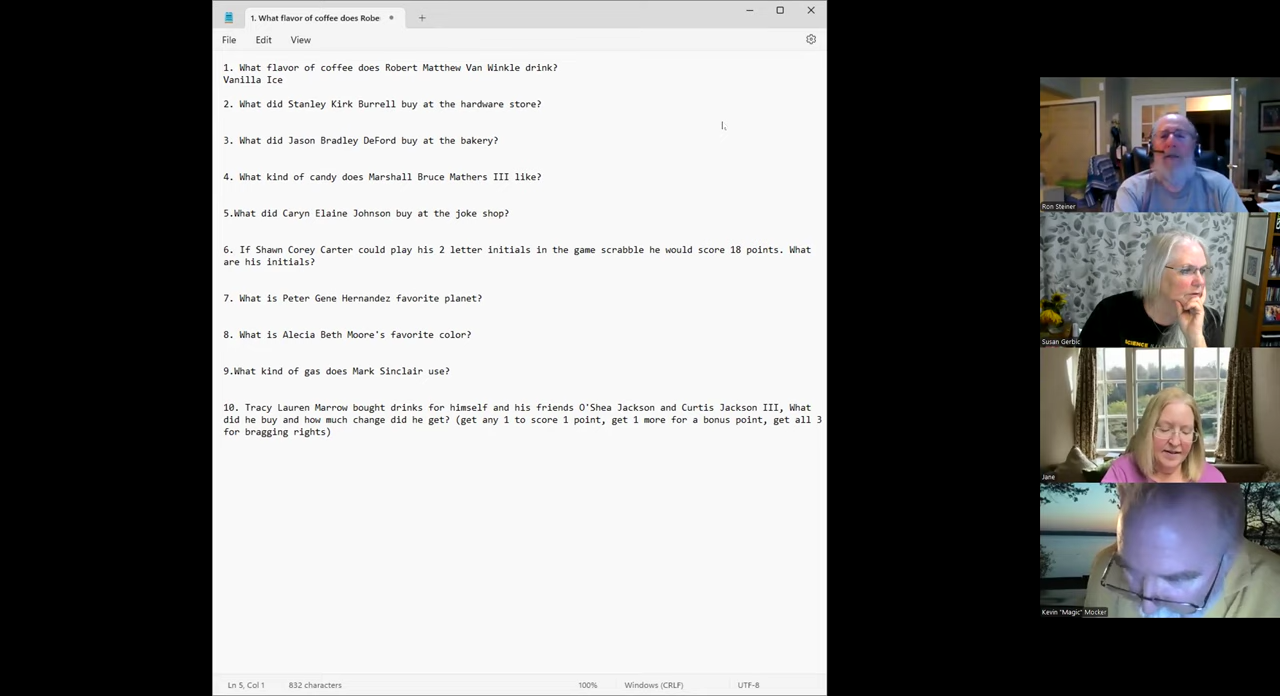 1. What flavor of coffee does Robe
File
Edit
View
1. What flavor of coffee does Robert Matthew Van Winkle drink?
Vanilla Ice
2. What did Stanley Kirk Burrell buy at the hardware store?
3. What did Jason Bradley DeFord buy at the bakery?
4. What kind of candy does Marshall Bruce Mathers III like?
5.What did Caryn Elaine Johnson buy at the joke shop?
6. If Shawn Corey Carter could play his 2 letter initials in the game scrabble he would score 18 points. What
are his initials?
7. What is Peter Gene Hernandez favorite planet?
8. What is Alecia Beth Moore's favorite color?
9.What kind of gas does Mark Sinclair use?
10. Tracy Lauren Marrow bought drinks for himself and his friends O'Shea Jackson and Curtis Jackson III, What
did he buy and how much change did he get? (get any 1 to score 1 point, get 1 more for a bonus point, get all 3
for bragging rights)
Ln 5, Col 1
832 characters
100%
Windows (CRLF)
UTF-8
Ron Steiner
Susan Gerbic
SCIENCE
Jane
Kevin "Magic" Mocker